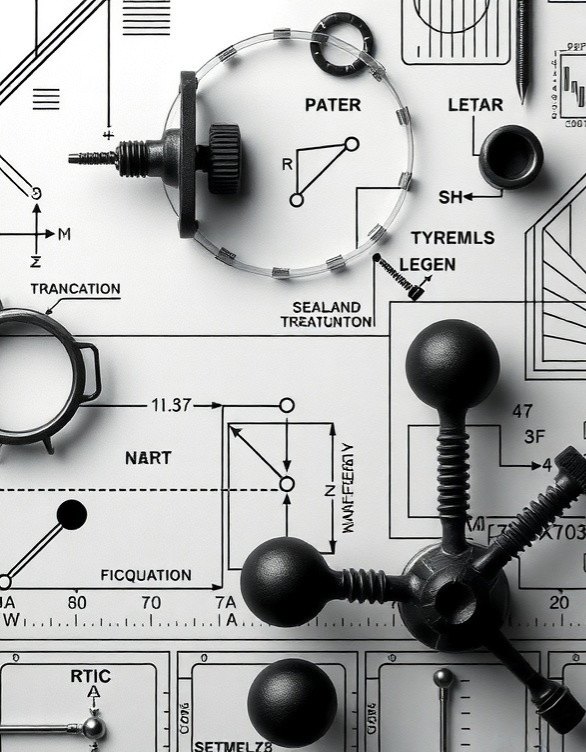 PATER
LETAR
R
SH
M
Z
TYREMLS
LEGEN
TRANCATION
SEALAND
TREATUNTON
11.37
47
3F
4
NART
Z
X703
FICQUATION
80
70
7A
20
W
A
RTIC
A
SETMELZ8